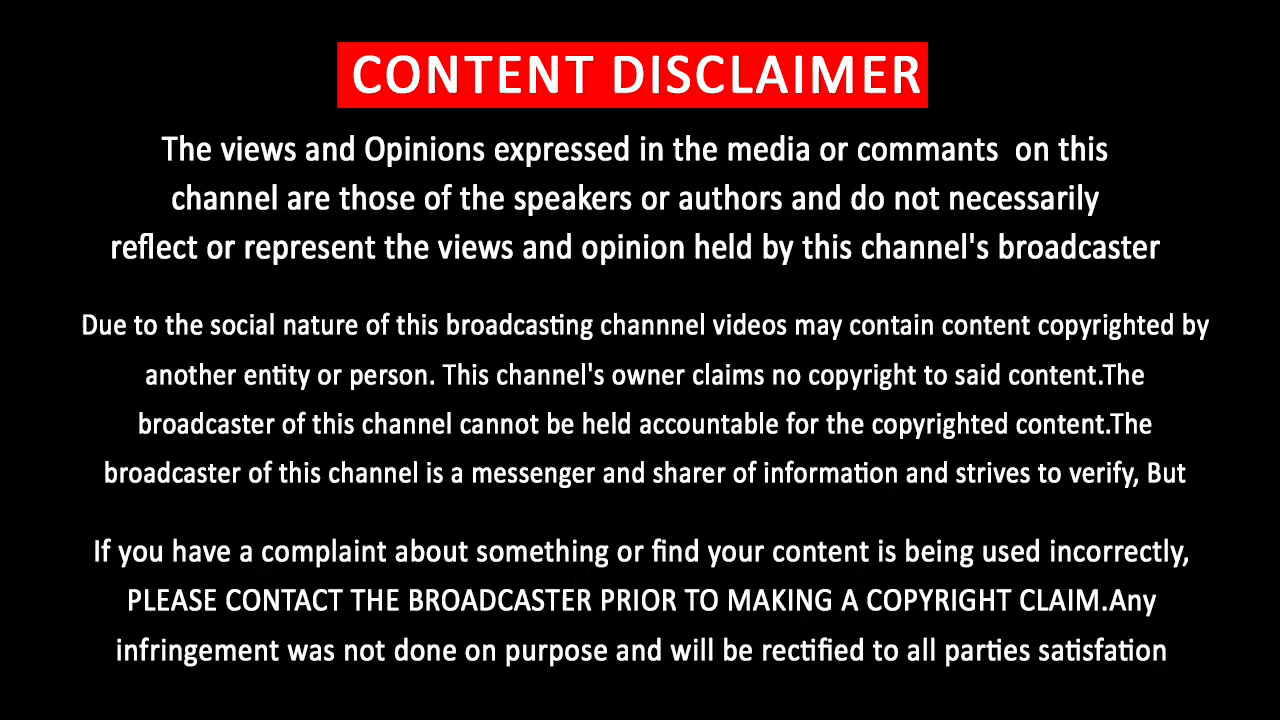 CONTENT DISCLAIMER
The views and Opinions expressed in the media or commants on this
channel are those of the speakers or authors and do not necessarily
reflect or represent the views and opinion held by this channel's broadcaster
Due to the social nature of this broadcasting channnel videos may contain content copyrighted by
another entity or person. This channel's owner claims no copyright to said content.The
broadcaster of this channel cannot be held accountable for the copyrighted content.The
broadcaster of this channel is a messenger and sharer of information and strives to verify, But
If you have a complaint about something or find your content is being used incorrectly,
PLEASE CONTACT THE BROADCASTER PRIOR TO MAKING A COPYRIGHT CLAIM.Any
infringement was not done on purpose and will be rectified to all parties satisfation